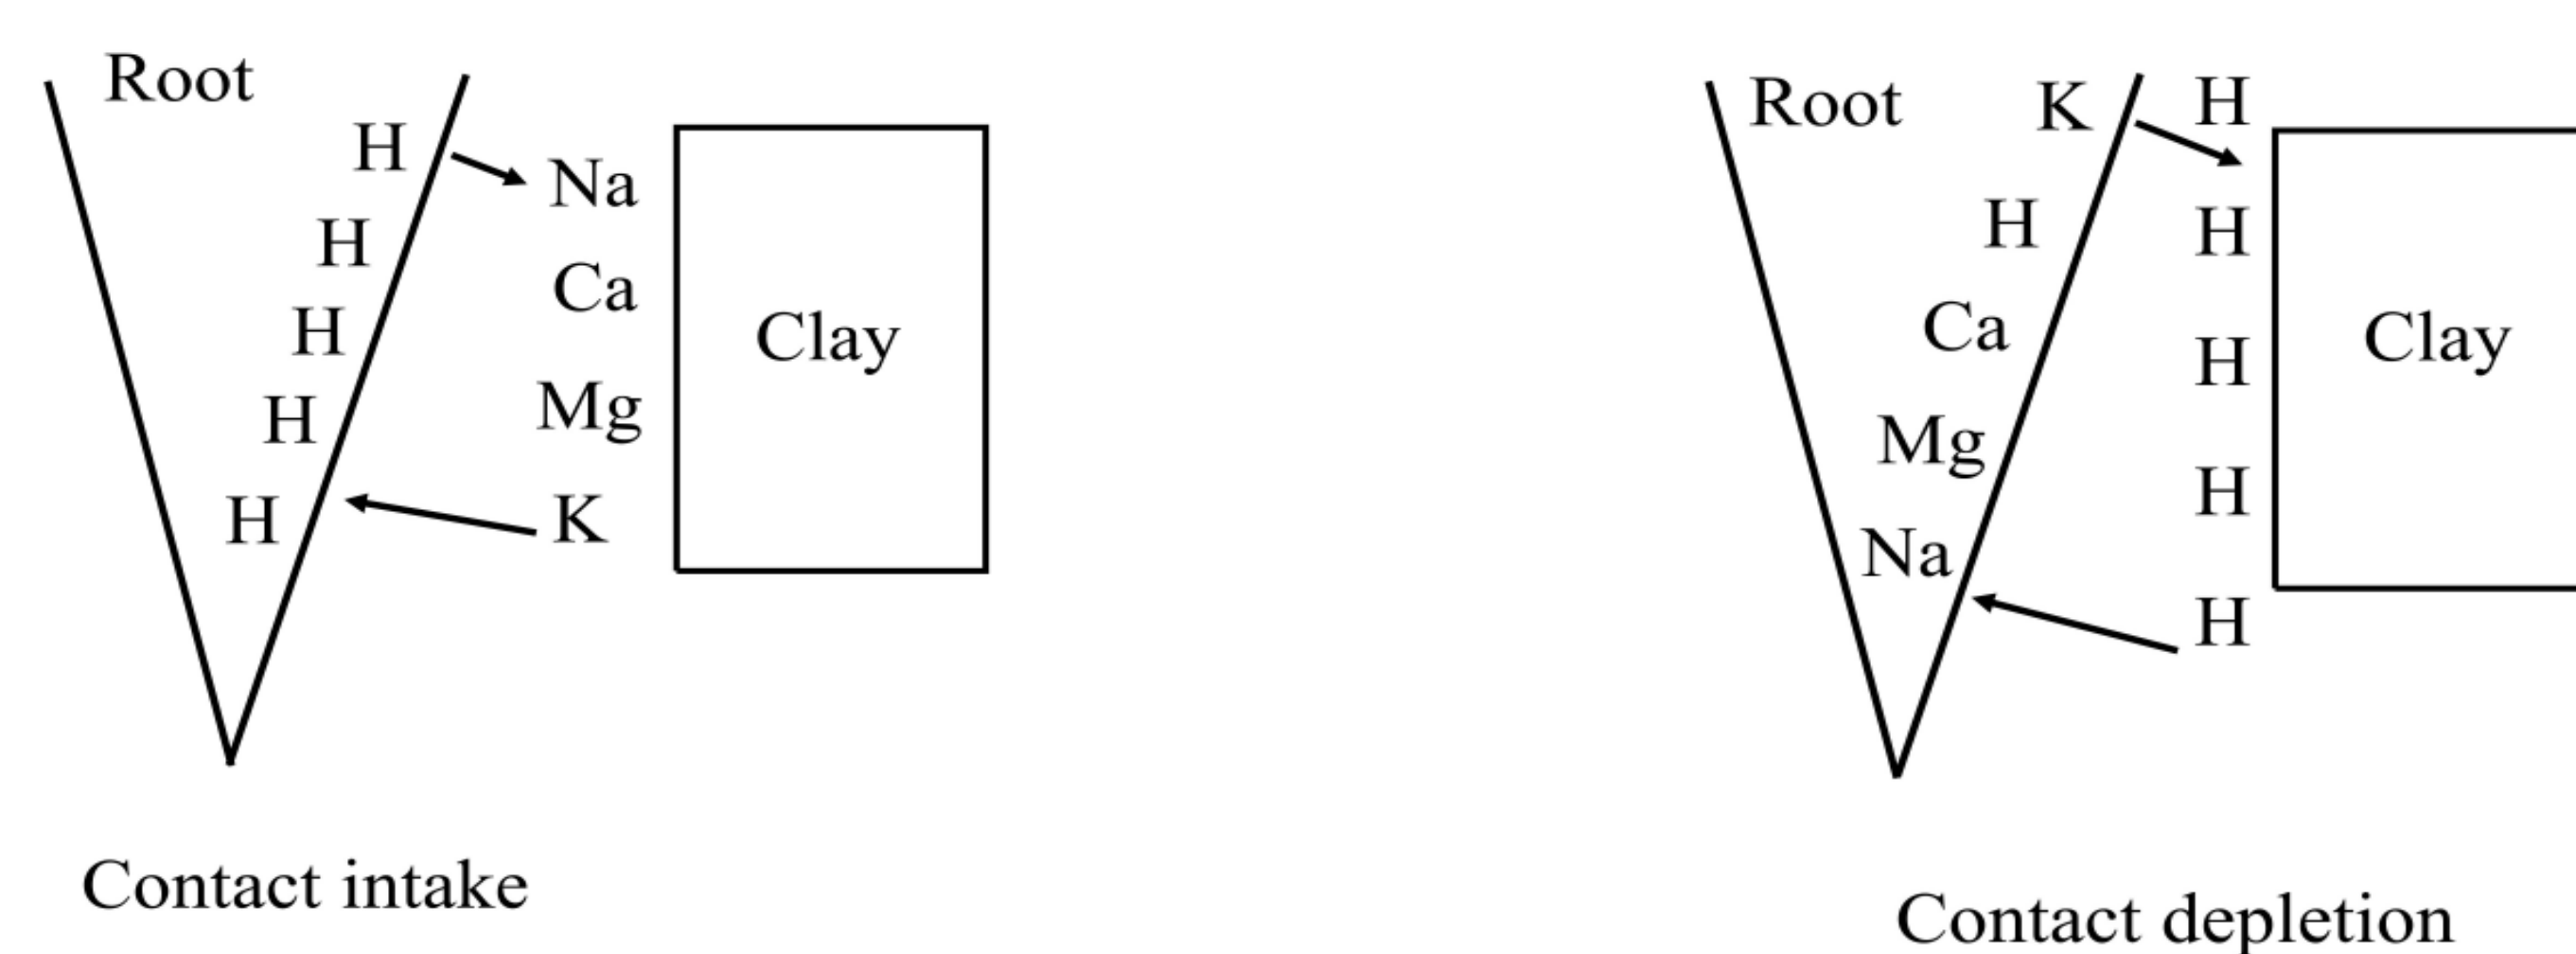 Root
H
H
H
H
H
Na
Ca
Mg
K
Clay
Contact intake
Root
K
H
Ca
Mg
Na
H
H
H
H
H
Clay
Contact depletion